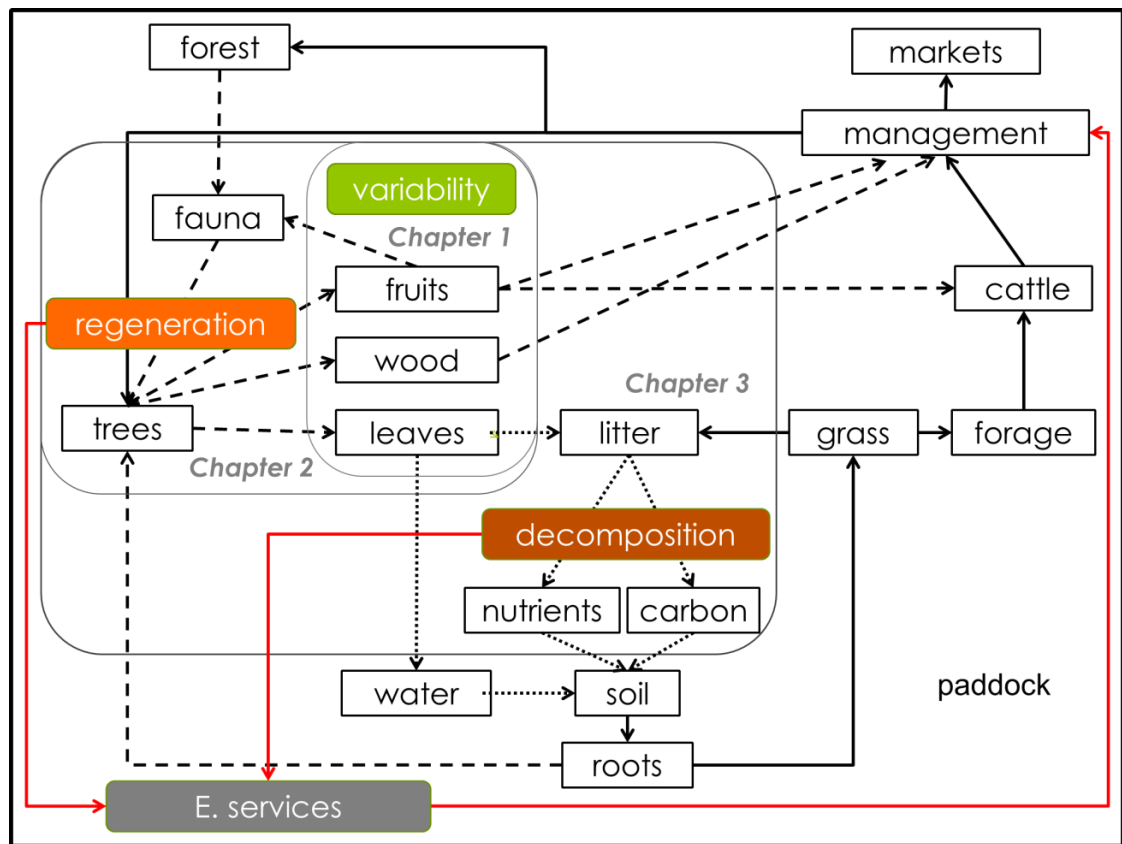 forest
markets
management
variability
fauna
Chapter 1
fruits
cattle
regeneration
wood
Chapter 3
trees
leaves
litter
grass
forage
Chapter 2
decomposition
nutrients
carbon
water
soil
paddock
roots
E. services